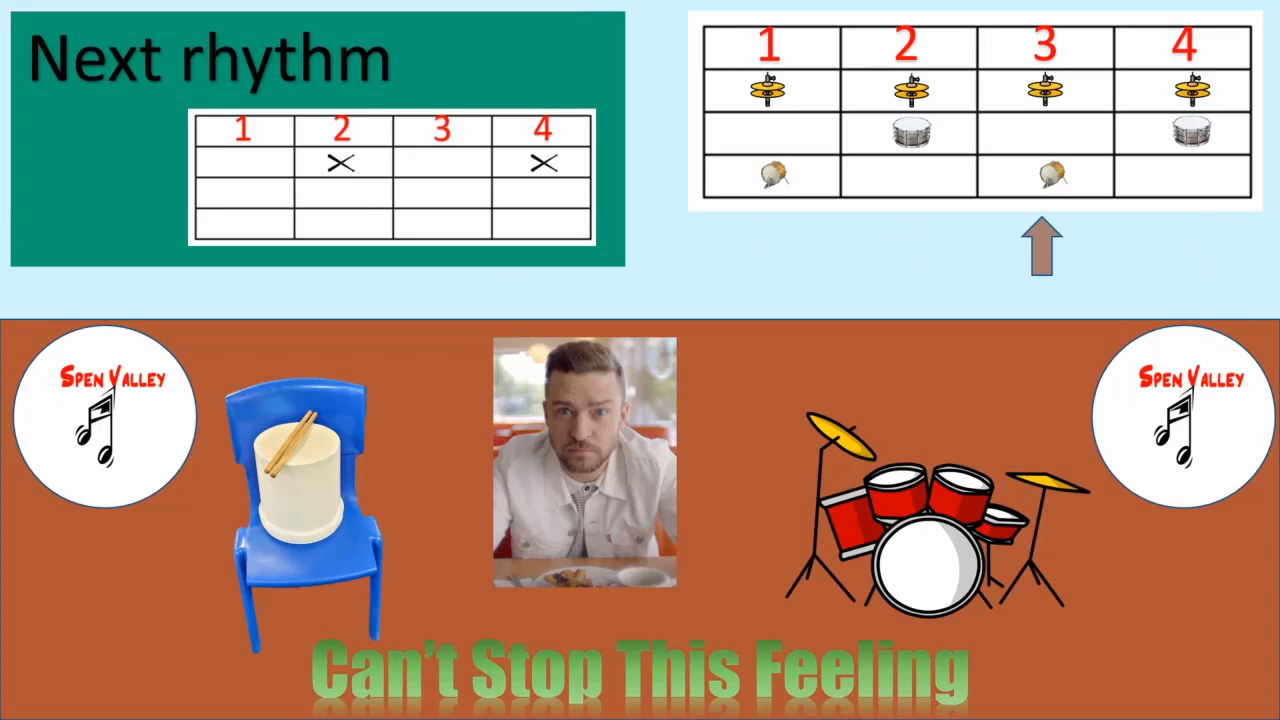 Next rhythm
1 2 3 4
1 2 3 4
SPEN VALLEY
SPEN VALLEY
Can't Stop This Feeling